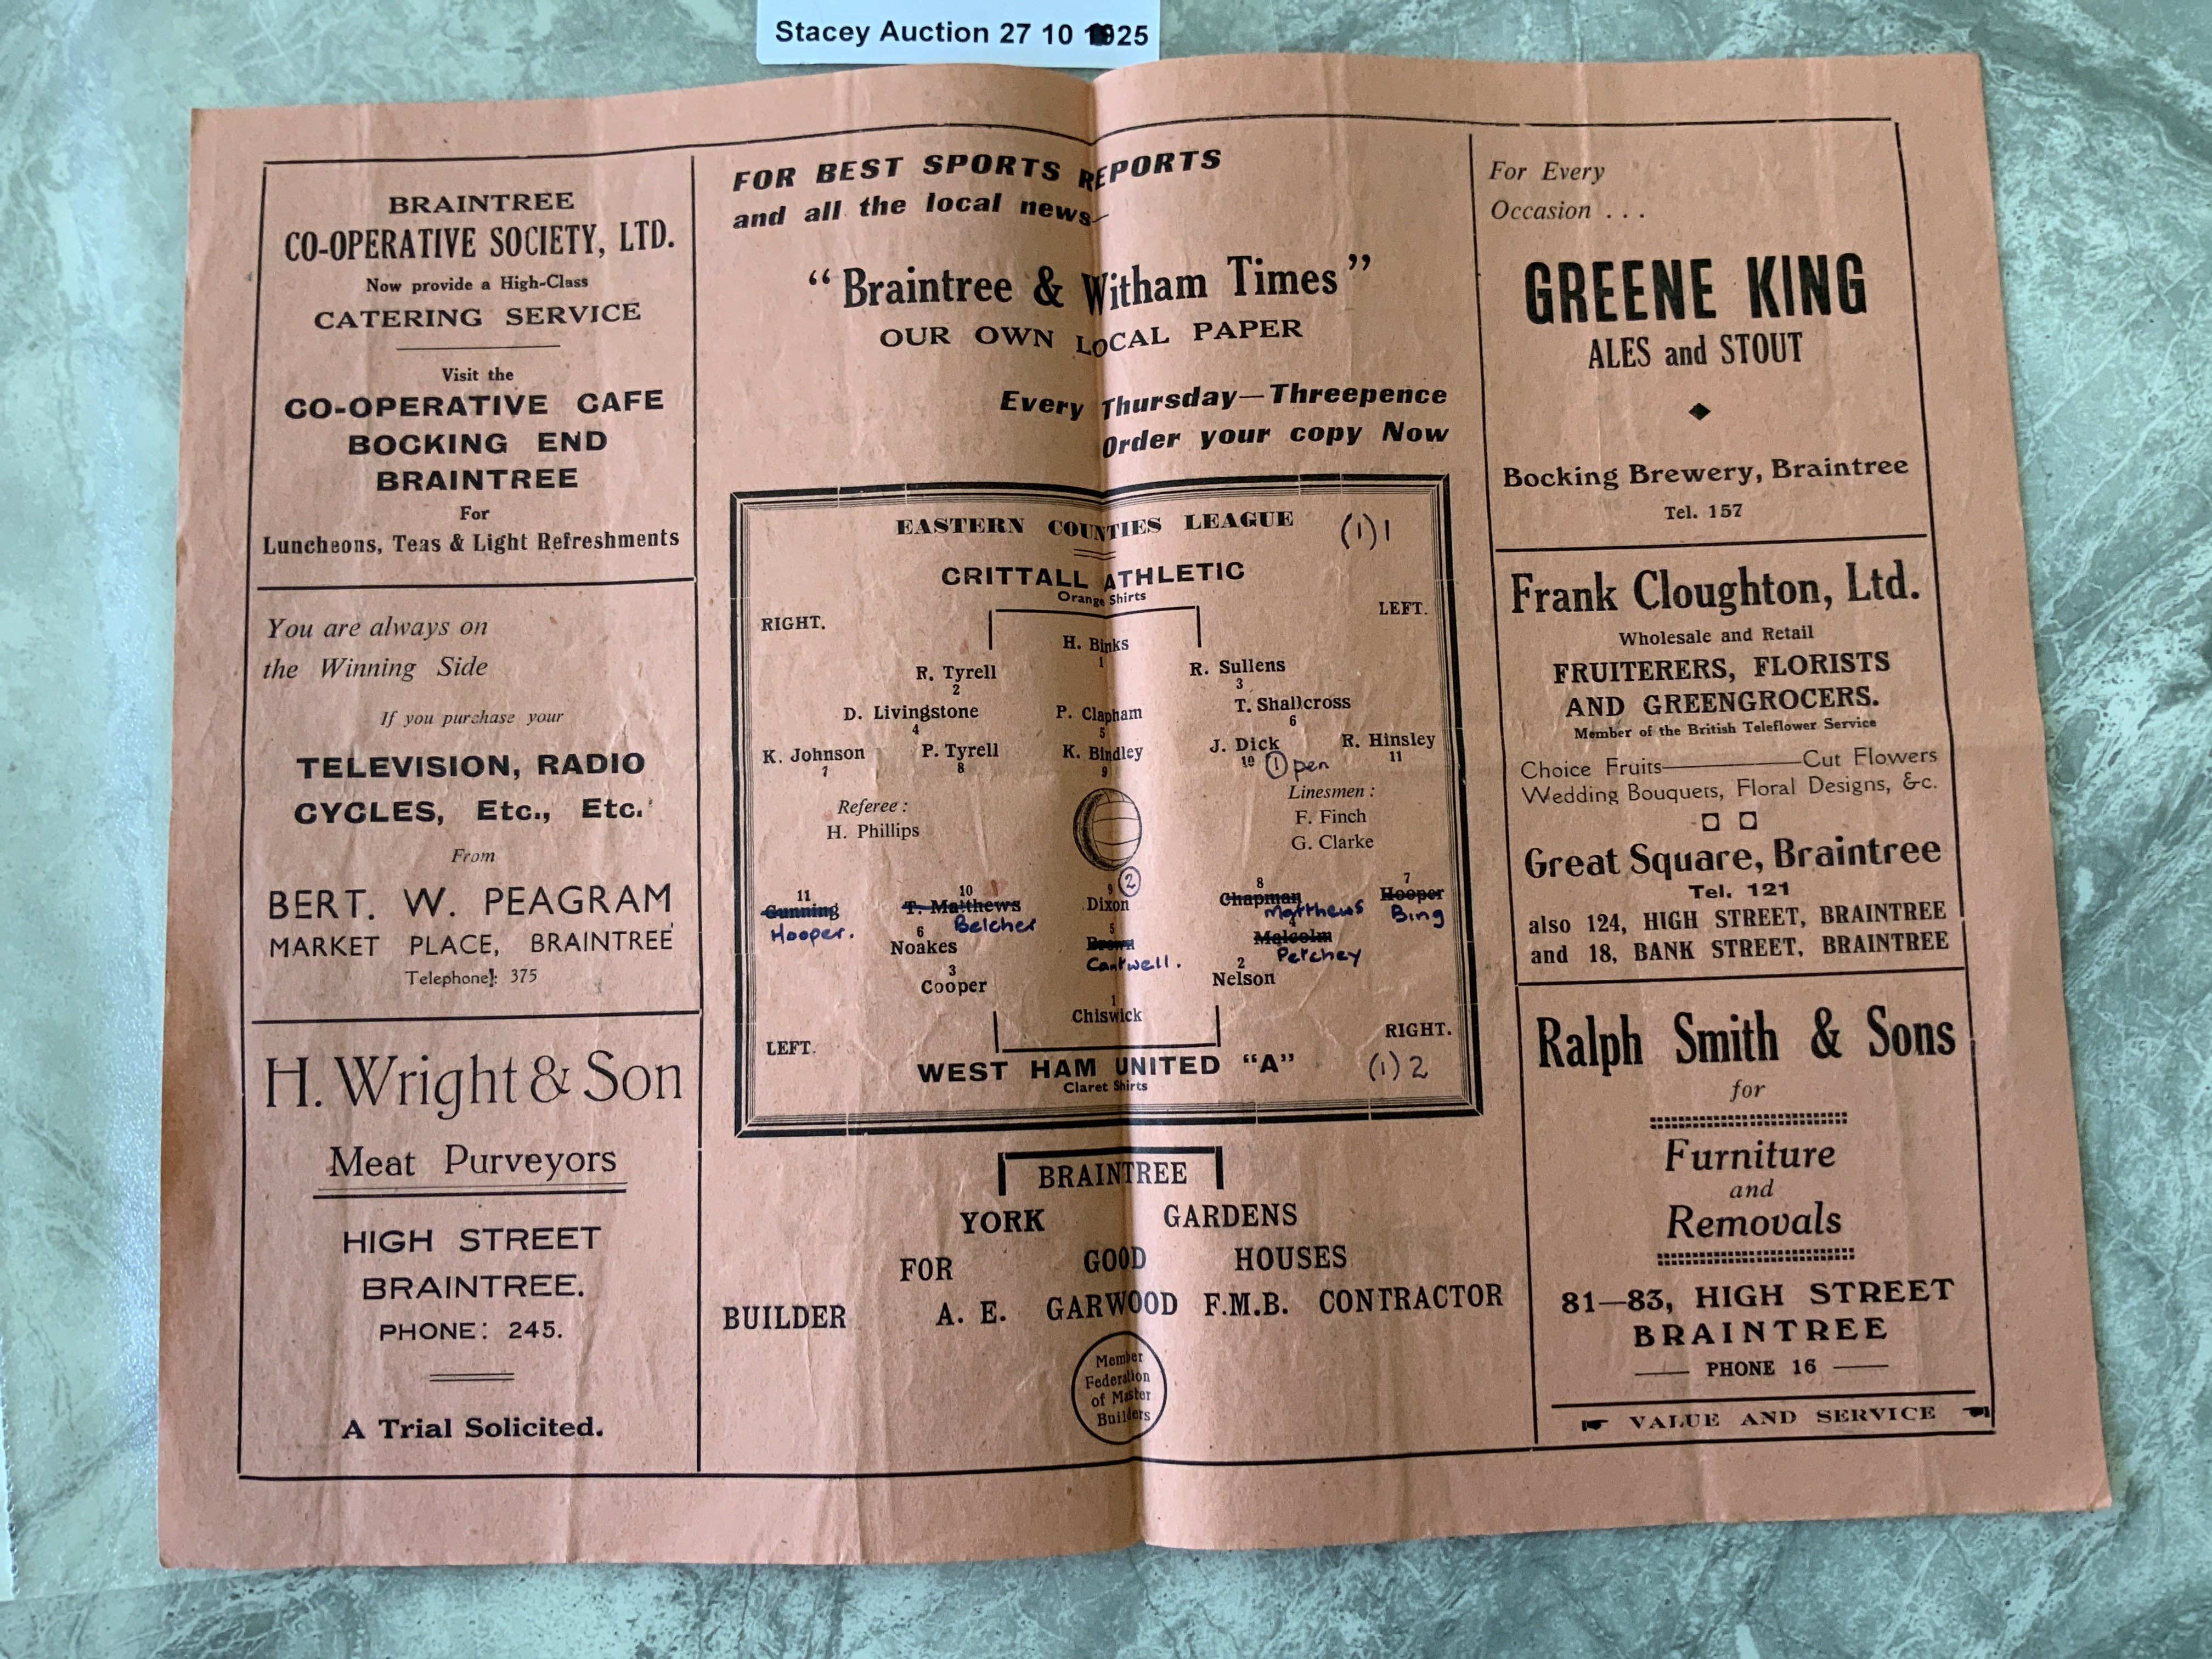 Stacey Auction 27 10 1925
BRAINTREE
CO-OPERATIVE SOCIETY, LTD.
Now provide a High-Class
CATERING SERVICE
Visit the
CO-OPERATIVE CAFE
BOCKING END
BRAINTREE
For
Luncheons, Teas & Light Refreshments
You are always on
the Winning Side
If you purchase your
TELEVISION, RADIO
CYCLES, Etc., Etc.
From
BERT. W. PEAGRAM
MARKET PLACE, BRAINTREE
Telephone: 375
H. Wright & Son
Meat Purveyors
HIGH STREET
BRAINTREE.
PHONE: 245.
A Trial Solicited.
FOR BEST SPORTS REPORTS
and all the local news—
"Braintree & Witham Times"
OUR OWN LOCAL PAPER
Every Thursday—Threepence
Order your copy Now
EASTERN COUNTIES LEAGUE (1) 1
CRITTALL ATHLETIC
Orange Shirts
RIGHT. LEFT.
H. Binks
1
R. Tyrell R. Sullens
2 3
D. Livingstone P. Clapham T. Shallcross
4 5 6
K. Johnson P. Tyrell K. Bindley J. Dick R. Hinsley
7 8 9 10 11
1 pen
Referee: Linesmen:
H. Phillips F. Finch
G. Clarke
11 10 9 2 8 7
Gunning T. Matthews Dixon Chapman Hooper
Hooper. Belcher Matthews Bing
6 5 4
Noakes Brown Malcolm
Cantwell. Petchey
3 2
Cooper Nelson
1
Chiswick
LEFT. RIGHT.
WEST HAM UNITED "A" (1) 2
Claret Shirts
BRAINTREE
YORK GARDENS
FOR GOOD HOUSES
BUILDER A. E. GARWOOD F.M.B. CONTRACTOR
Member
Federation
of Master
Builders
For Every
Occasion . . .
GREENE KING
ALES and STOUT
Bocking Brewery, Braintree
Tel. 157
Frank Cloughton, Ltd.
Wholesale and Retail
FRUITERERS, FLORISTS
AND GREENGROCERS.
Member of the British Teleflower Service
Choice Fruits————Cut Flowers
Wedding Bouquets, Floral Designs, &c.
Great Square, Braintree
Tel. 121
also 124, HIGH STREET, BRAINTREE
and 18, BANK STREET, BRAINTREE
Ralph Smith & Sons
for
Furniture
and
Removals
81—83, HIGH STREET
BRAINTREE
PHONE 16
VALUE AND SERVICE